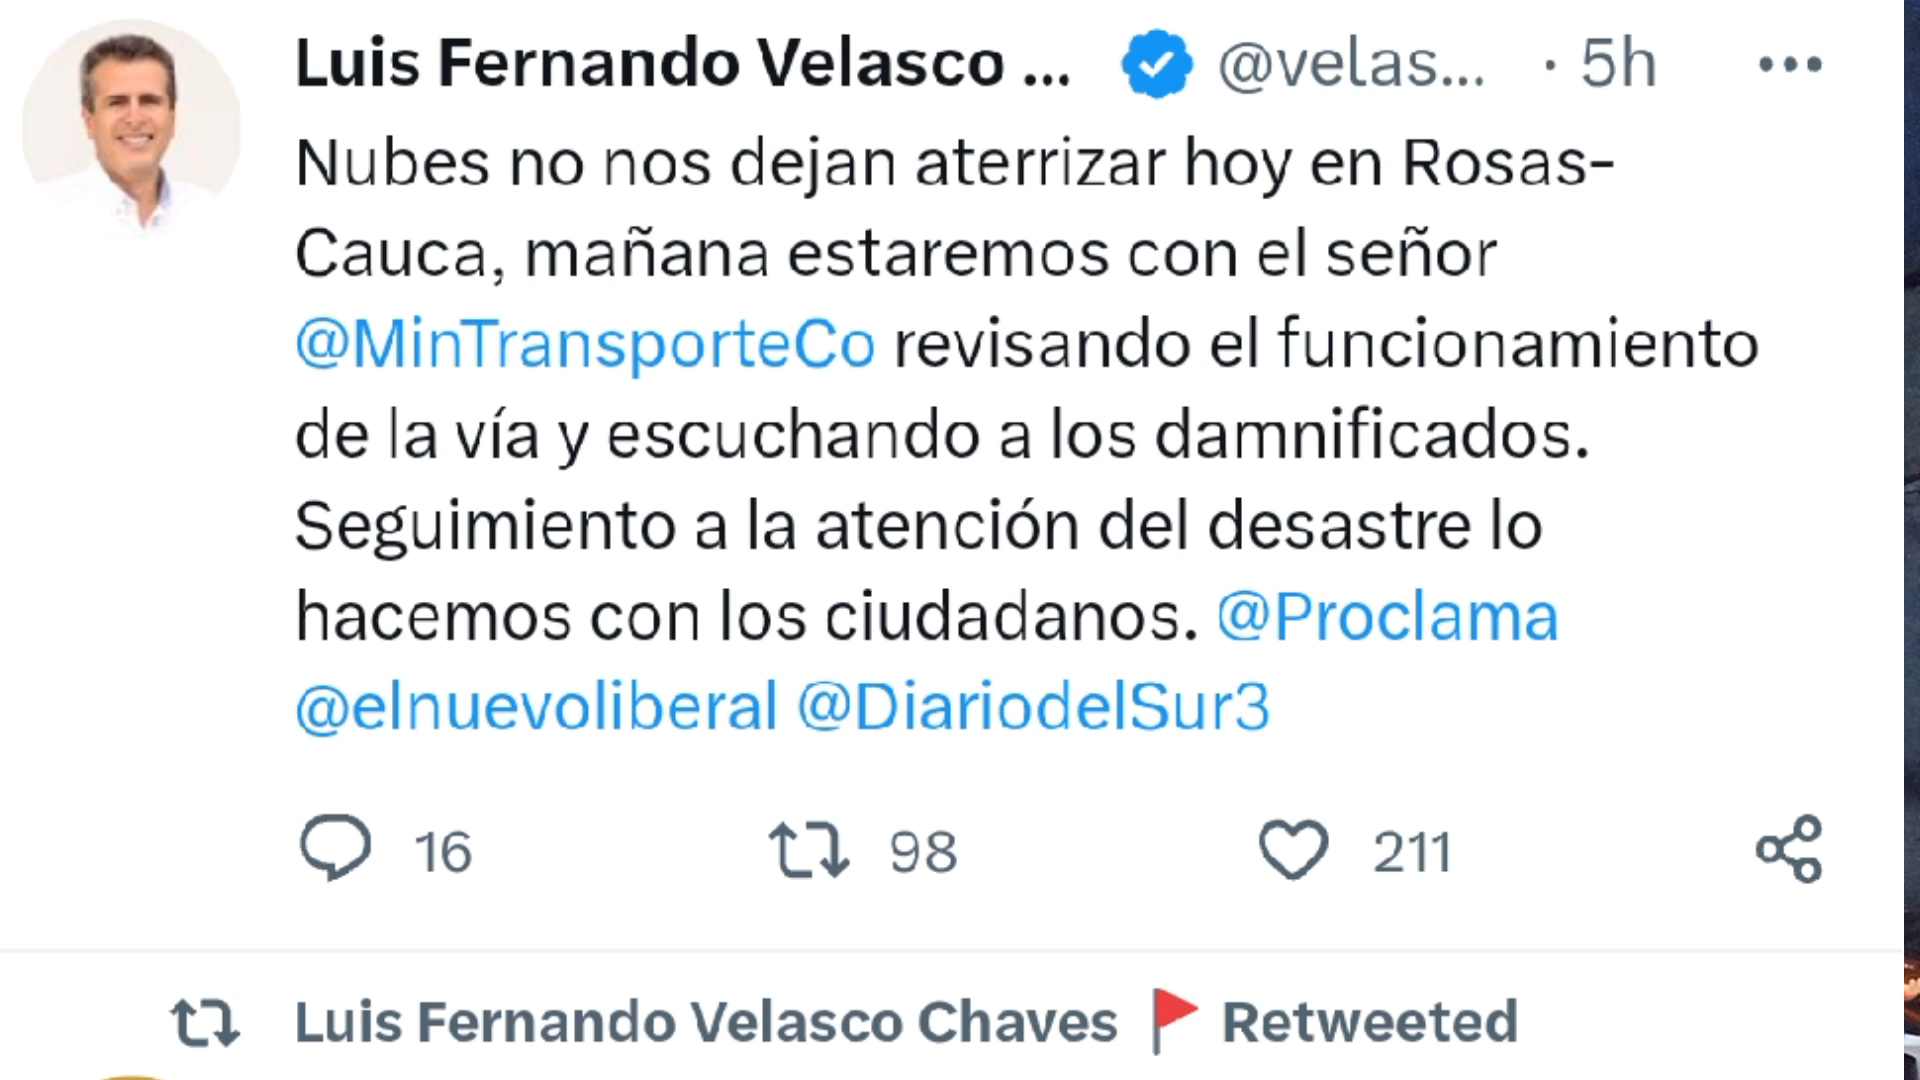 Luis Fernando Velasco ... @velas... · 5h
Nubes no nos dejan aterrizar hoy en Rosas-
Cauca, mañana estaremos con el señor
@MinTransporteCo revisando el funcionamiento
de la vía y escuchando a los damnificados.
Seguimiento a la atención del desastre lo
hacemos con los ciudadanos. @Proclama
@elnuevoliberal @DiariodelSur3
16 98 211
Luis Fernando Velasco Chaves Retweeted